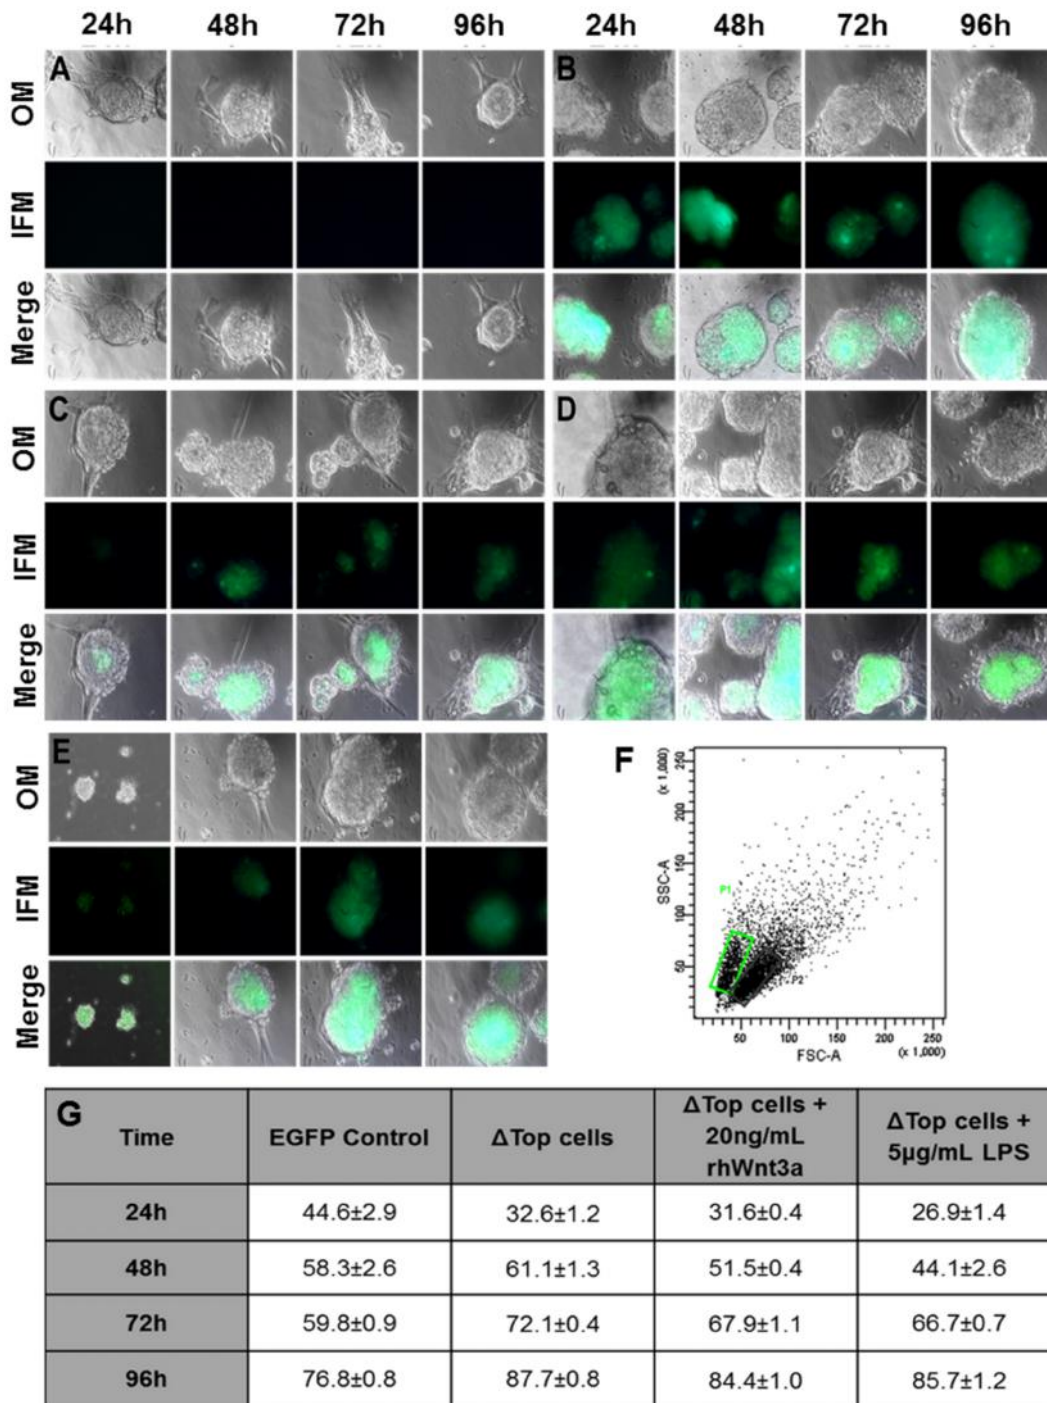 24h 48h 72h 96h 24h 48h 72h 96h
A B
OM
IFM
Merge
C D
OM
IFM
Merge
E F
OM
IFM
Merge
(x 1,000)
SSC-A
50 100 150 200 250
P1
P2
50 100 150 200 250
FSC-A (x 1,000)
G
Time EGFP Control ΔTop cells ΔTop cells + 20ng/mL rhWnt3a ΔTop cells + 5µg/mL LPS
24h 44.6±2.9 32.6±1.2 31.6±0.4 26.9±1.4
48h 58.3±2.6 61.1±1.3 51.5±0.4 44.1±2.6
72h 59.8±0.9 72.1±0.4 67.9±1.1 66.7±0.7
96h 76.8±0.8 87.7±0.8 84.4±1.0 85.7±1.2